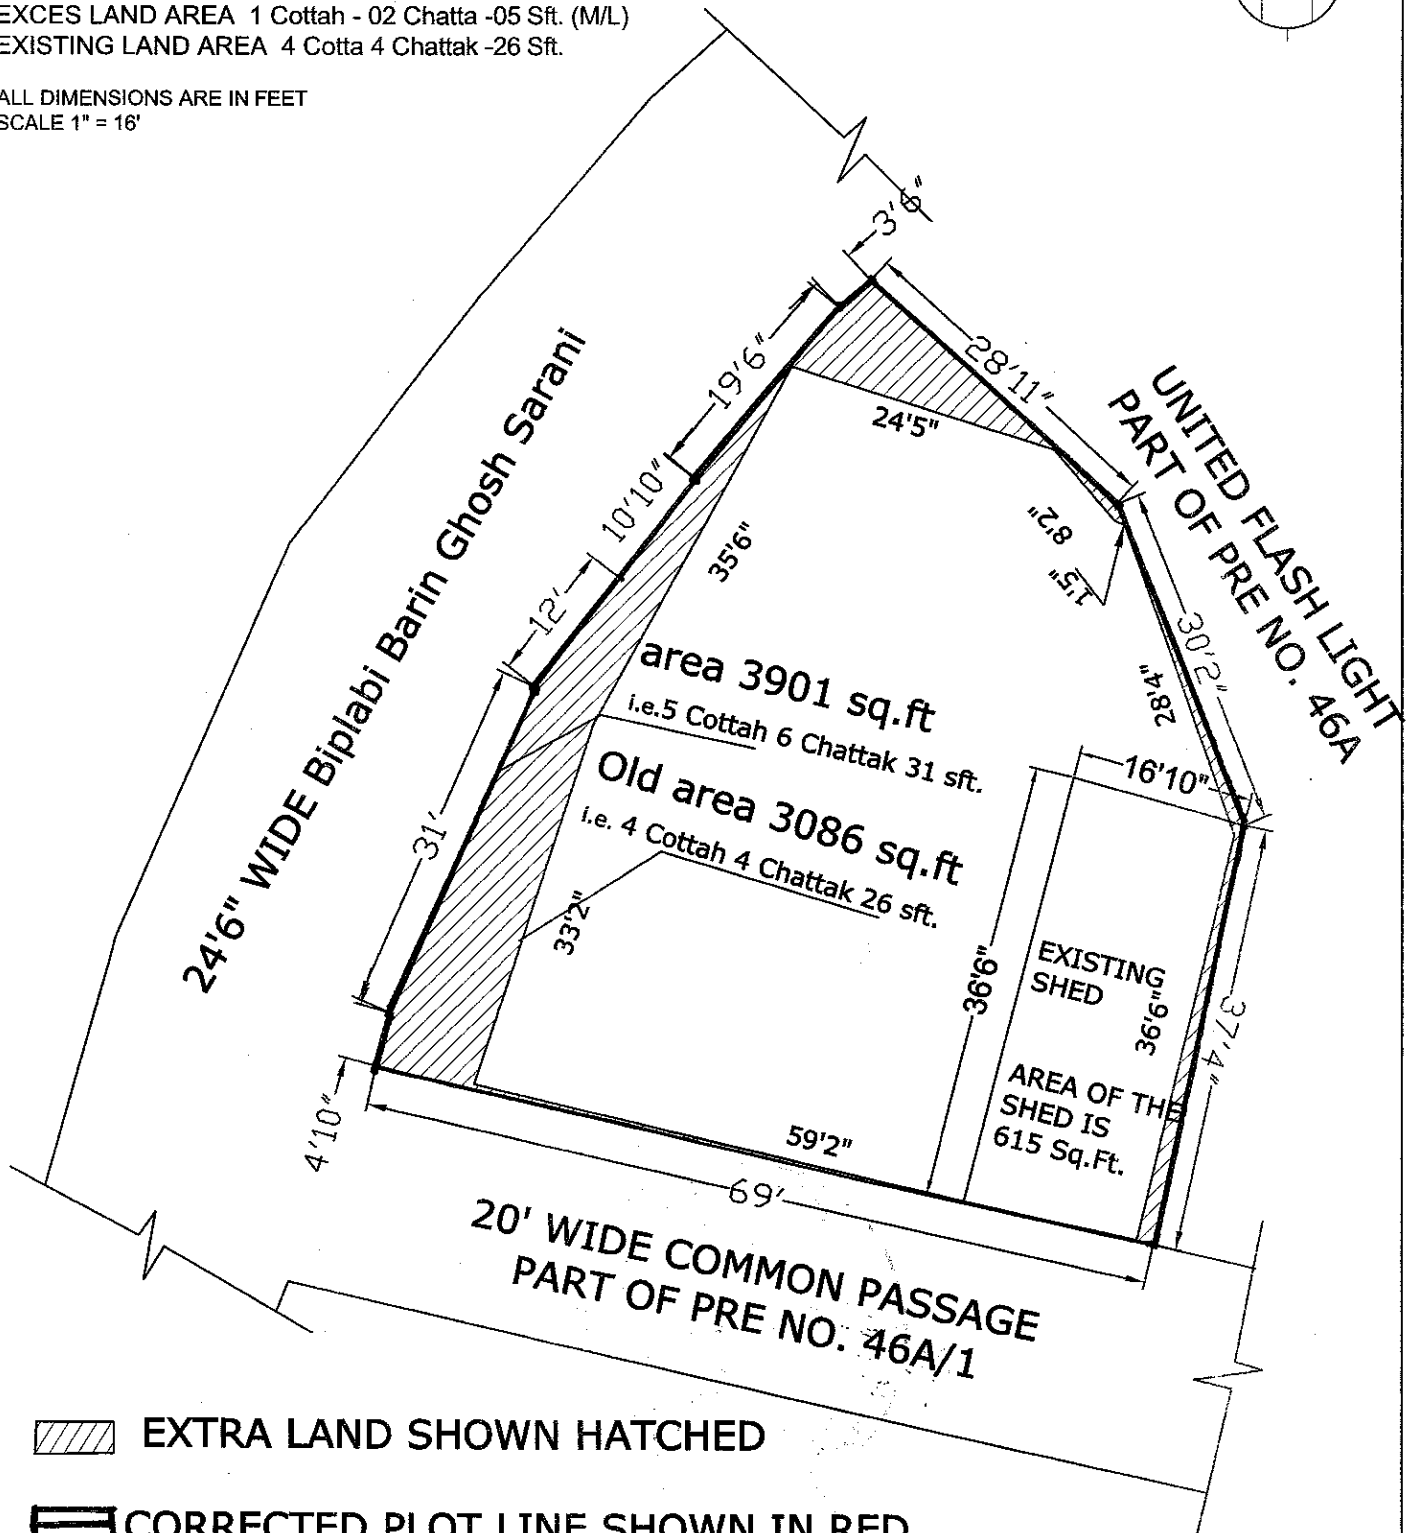 EXCES LAND AREA 1 Cottah - 02 Chatta -05 Sft. (M/L)
EXISTING LAND AREA 4 Cotta 4 Chattak -26 Sft.
ALL DIMENSIONS ARE IN FEET
SCALE 1" = 16'
3'6"
28'11"
19'6"
24'5"
10'10"
35'6"
8'2"
1'5"
12'
30'2"
28'4"
UNITED FLASH LIGHT
PART OF PRE NO. 46A
24'6" WIDE Biplabi Barin Ghosh Sarani
area 3901 sq.ft
i.e.5 Cottah 6 Chattak 31 sft.
Old area 3086 sq.ft
i.e. 4 Cottah 4 Chattak 26 sft.
16'10"
31'
33'2"
36'6"
EXISTING
SHED
36'9"
37'4"
AREA OF THE
SHED IS
615 Sq.Ft.
4'10"
59'2"
69'
20' WIDE COMMON PASSAGE
PART OF PRE NO. 46A/1
EXTRA LAND SHOWN HATCHED
CORRECTED PLOT LINE SHOWN IN RED